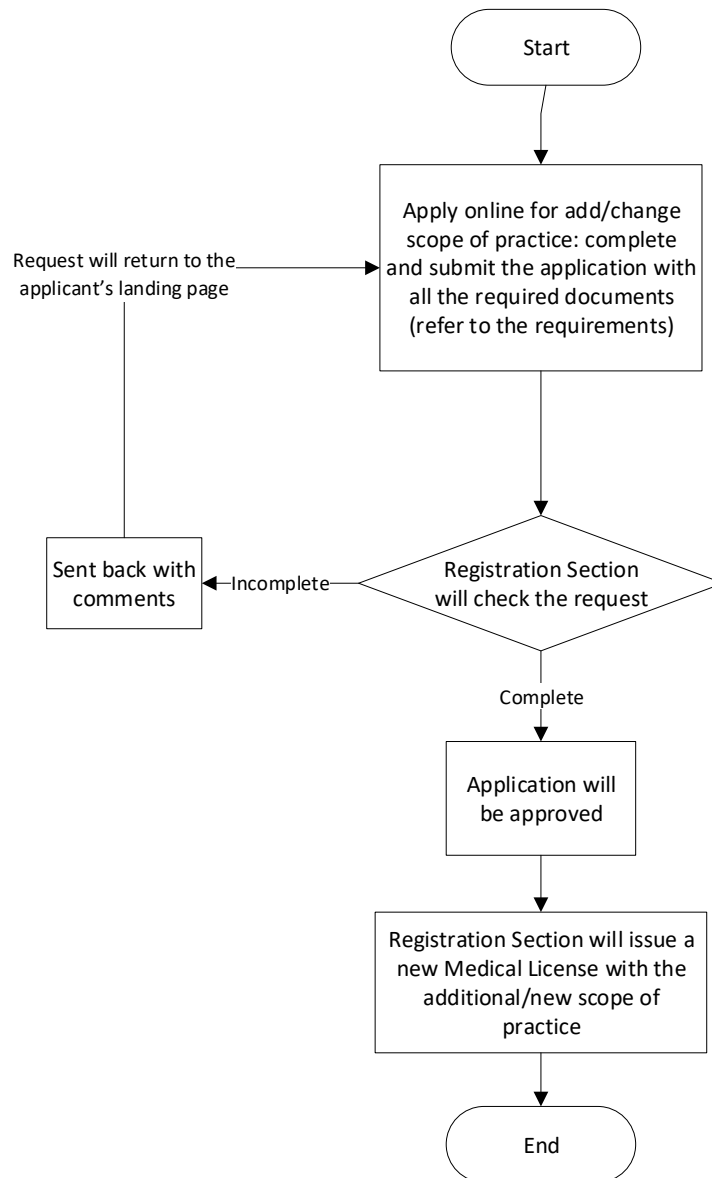 Start
Apply online for add/change
scope of practice: complete
and submit the application with
all the required documents
(refer to the requirements)
Request will return to the
applicant’s landing page
Registration Section
will check the request
Incomplete
Sent back with
comments
Complete
Application will
be approved
Registration Section will issue a
new Medical License with the
additional/new scope of
practice
End